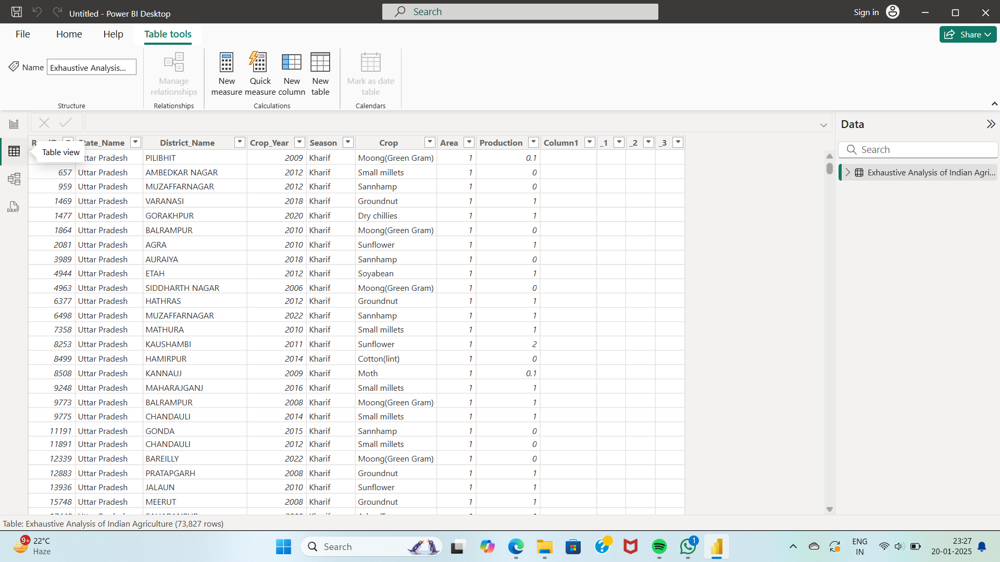 Untitled - Power BI Desktop
Search
Sign in
File Home Help Table tools
Share
Name Exhaustive Analysis...
Manage relationships
New measure
Quick measure
New column
New table
Mark as date table
Structure Relationships Calculations Calendars
Data
Search
Exhaustive Analysis of Indian Agri...
Table view
State_Name District_Name Crop_Year Season Crop Area Production Column1 _1 _2 _3
Uttar Pradesh PILIBHIT 2009 Kharif Moong(Green Gram) 1 0.1
657 Uttar Pradesh AMBEDKAR NAGAR 2012 Kharif Small millets 1 0
959 Uttar Pradesh MUZAFFARNAGAR 2012 Kharif Sannhamp 1 0
1469 Uttar Pradesh VARANASI 2018 Kharif Groundnut 1 1
1477 Uttar Pradesh GORAKHPUR 2020 Kharif Dry chillies 1 1
1864 Uttar Pradesh BALRAMPUR 2010 Kharif Moong(Green Gram) 1 0
2081 Uttar Pradesh AGRA 2010 Kharif Sunflower 1 1
3989 Uttar Pradesh AURAIYA 2018 Kharif Sannhamp 1 0
4944 Uttar Pradesh ETAH 2012 Kharif Soyabean 1 1
4963 Uttar Pradesh SIDDHARTH NAGAR 2006 Kharif Moong(Green Gram) 1 0
6377 Uttar Pradesh HATHRAS 2012 Kharif Groundnut 1 1
6498 Uttar Pradesh MUZAFFARNAGAR 2022 Kharif Sannhamp 1 1
7358 Uttar Pradesh MATHURA 2010 Kharif Small millets 1 1
8253 Uttar Pradesh KAUSHAMBI 2011 Kharif Sunflower 1 2
8499 Uttar Pradesh HAMIRPUR 2014 Kharif Cotton(lint) 1 0
8508 Uttar Pradesh KANNAUJ 2009 Kharif Moth 1 0.1
9248 Uttar Pradesh MAHARAJGANJ 2016 Kharif Small millets 1 1
9773 Uttar Pradesh BALRAMPUR 2008 Kharif Moong(Green Gram) 1 1
9775 Uttar Pradesh CHANDAULI 2014 Kharif Small millets 1 1
11191 Uttar Pradesh GONDA 2015 Kharif Sannhamp 1 0
11891 Uttar Pradesh CHANDAULI 2012 Kharif Small millets 1 0
12339 Uttar Pradesh BAREILLY 2022 Kharif Moong(Green Gram) 1 0
12883 Uttar Pradesh PRATAPGARH 2008 Kharif Groundnut 1 1
13936 Uttar Pradesh JALAUN 2010 Kharif Sunflower 1 1
15748 Uttar Pradesh MEERUT 2008 Kharif Groundnut 1 1
DAX
Table: Exhaustive Analysis of Indian Agriculture (73,827 rows)
9+
22°C
Haze
Search
1
ENG
IN
23:27
20-01-2025